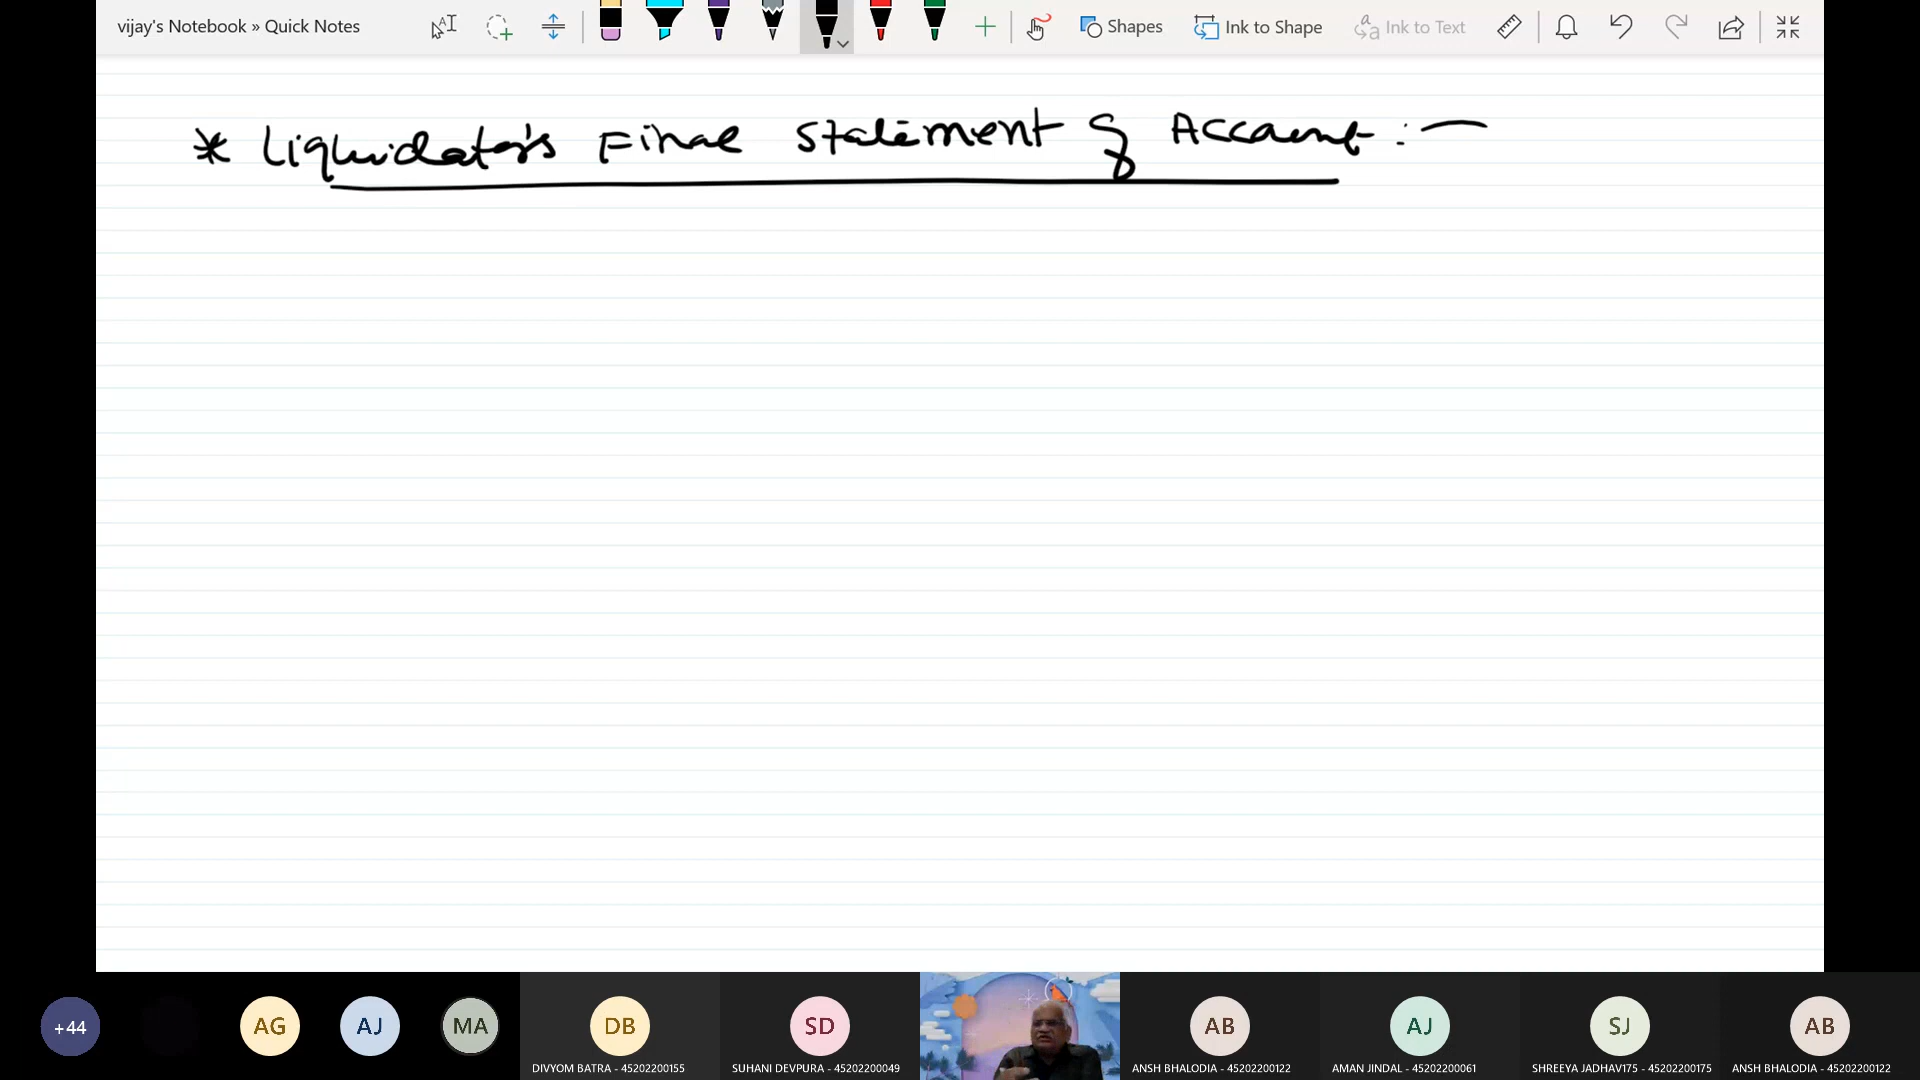 vijay's Notebook » Quick Notes
Shapes
Ink to Shape
Ink to Text
* Liquidator's Final Statement of Account :-
+44
AG
AJ
MA
DB
SD
AB
AJ
SJ
AB
DIVYOM BATRA - 45202200155
SUHANI DEVPURA - 45202200049
ANSH BHALODIA - 45202200122
AMAN JINDAL - 45202200061
SHREEYA JADHAV175 - 45202200175
ANSH BHALODIA - 45202200122